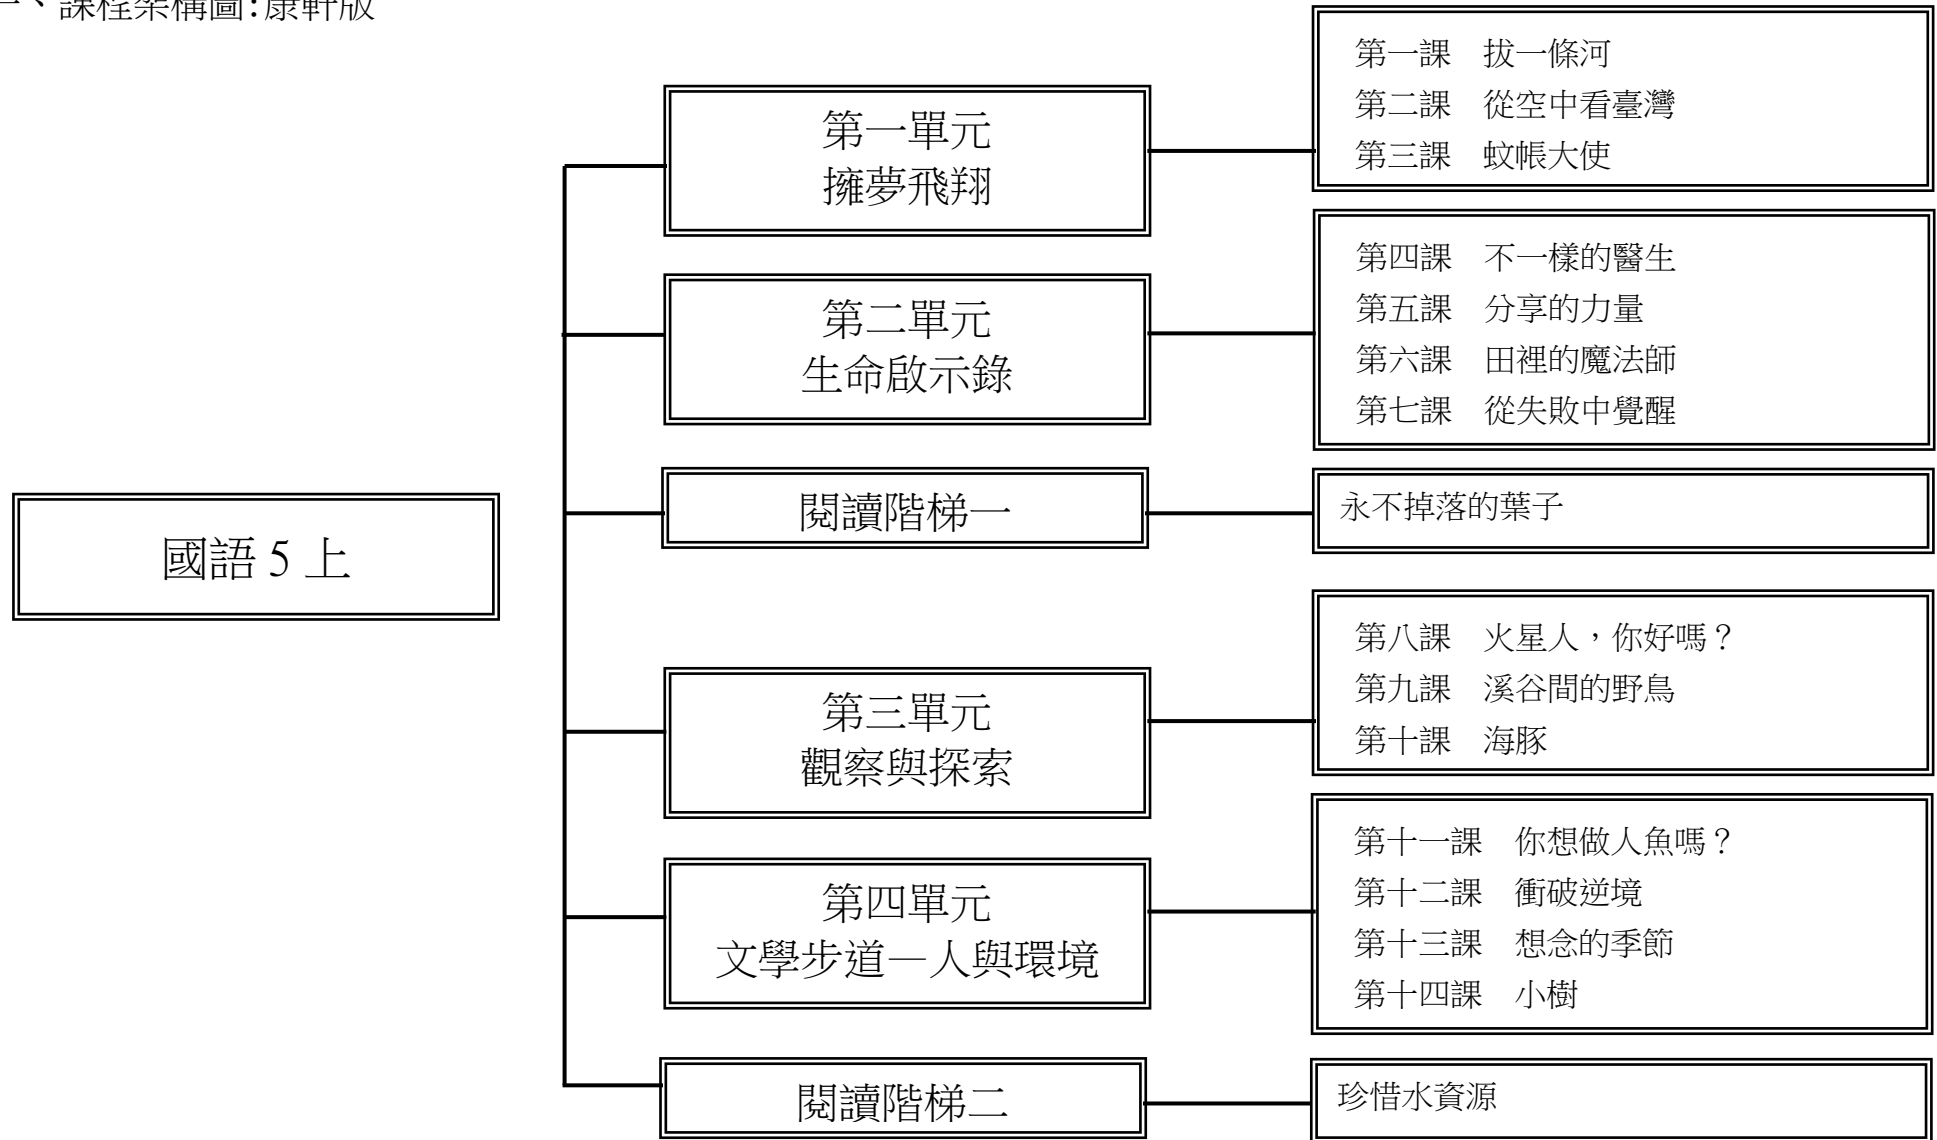 、課程架構圖:康軒版
國語 5 上
第一單元
擁夢飛翔
第一課　拔一條河
第二課　從空中看臺灣
第三課　蚊帳大使
第二單元
生命啟示錄
第四課　不一樣的醫生
第五課　分享的力量
第六課　田裡的魔法師
第七課　從失敗中覺醒
閱讀階梯一
永不掉落的葉子
第三單元
觀察與探索
第八課　火星人，你好嗎？
第九課　溪谷間的野鳥
第十課　海豚
第四單元
文學步道—人與環境
第十一課　你想做人魚嗎？
第十二課　衝破逆境
第十三課　想念的季節
第十四課　小樹
閱讀階梯二
珍惜水資源